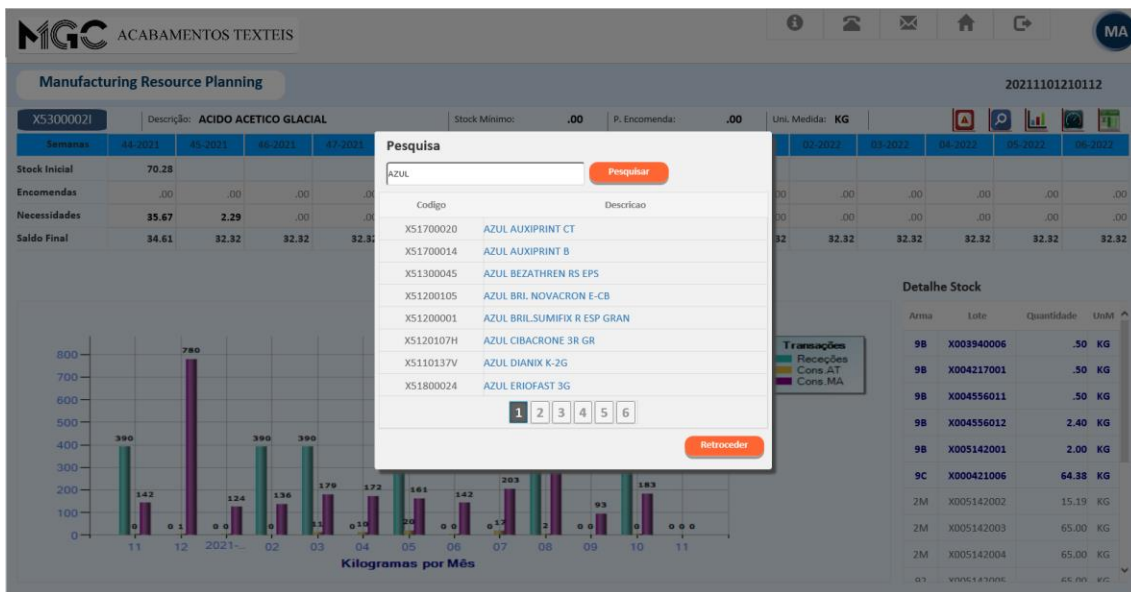 MGC ACABAMENTOS TEXTEIS
MA
Manufacturing Resource Planning
20211101210112
X5300002I Descrição: ACIDO ACETICO GLACIAL Stock Mínimo: .00 P. Encomenda: .00 Uni. Medida: KG
Semanas 44-2021 45-2021 46-2021 47-2021 02-2022 03-2022 04-2022 05-2022 06-2022
Stock Inicial 70.28
Encomendas .00 .00 .00 .00 .00 .00 .00 .00
Necessidades 35.67 2.29 .00 .00 .00 .00 .00 .00
Saldo Final 34.61 32.32 32.32 32.32 32.32 32.32 32.32 32.32 32.32
Pesquisa
AZUL Pesquisar
Codigo Descricao
X51700020 AZUL AUXIPRINT CT
X51700014 AZUL AUXIPRINT B
X51300045 AZUL BEZATHREN RS EPS
X51200105 AZUL BRI. NOVACRON E-CB
X51200001 AZUL BRIL.SUMIFIX R ESP GRAN
X5120107H AZUL CIBACRONE 3R GR
X5110137V AZUL DIANIX K-2G
X51800024 AZUL ERIOFAST 3G
1 2 3 4 5 6
Retroceder
800
700
600
500
400
300
200
100
0
780
390 390 390
142 124 136 179 172 161 142 203 93 183
0 0 1 0 0 0 11 0 10 20 0 0 0 17 2 0 0 0 0 0 0
11 12 2021-... 02 03 04 05 06 07 08 09 10 11
Kilogramas por Mês
Transações
Receções
Cons.AT
Cons.MA
Detalhe Stock
Arma Lote Quantidade UnM
9B X003940006 .50 KG
9B X004217001 .50 KG
9B X004556011 .50 KG
9B X004556012 2.40 KG
9B X005142001 2.00 KG
9C X000421006 64.38 KG
2M X005142002 15.19 KG
2M X005142003 65.00 KG
2M X005142004 65.00 KG
X005142005 65.00 KG